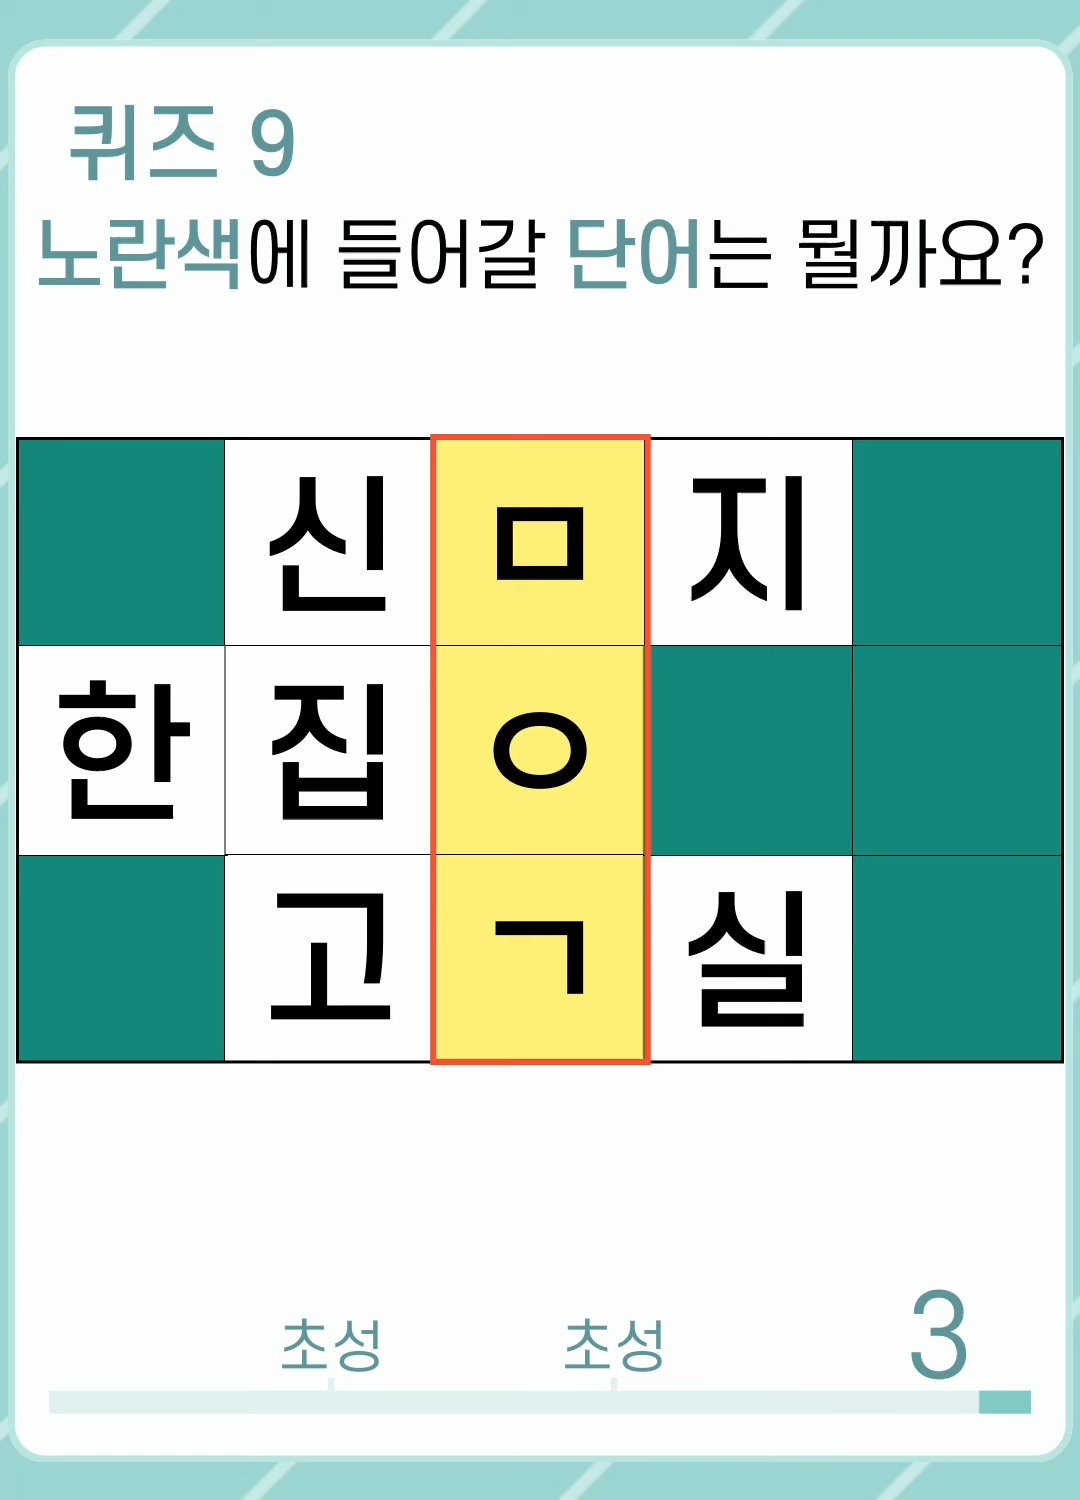 퀴즈 9
노란색에 들어갈 단어는 뭘까요?
신 ㅁ 지
한 집 ㅇ
고 ㄱ 실
초성 초성 3